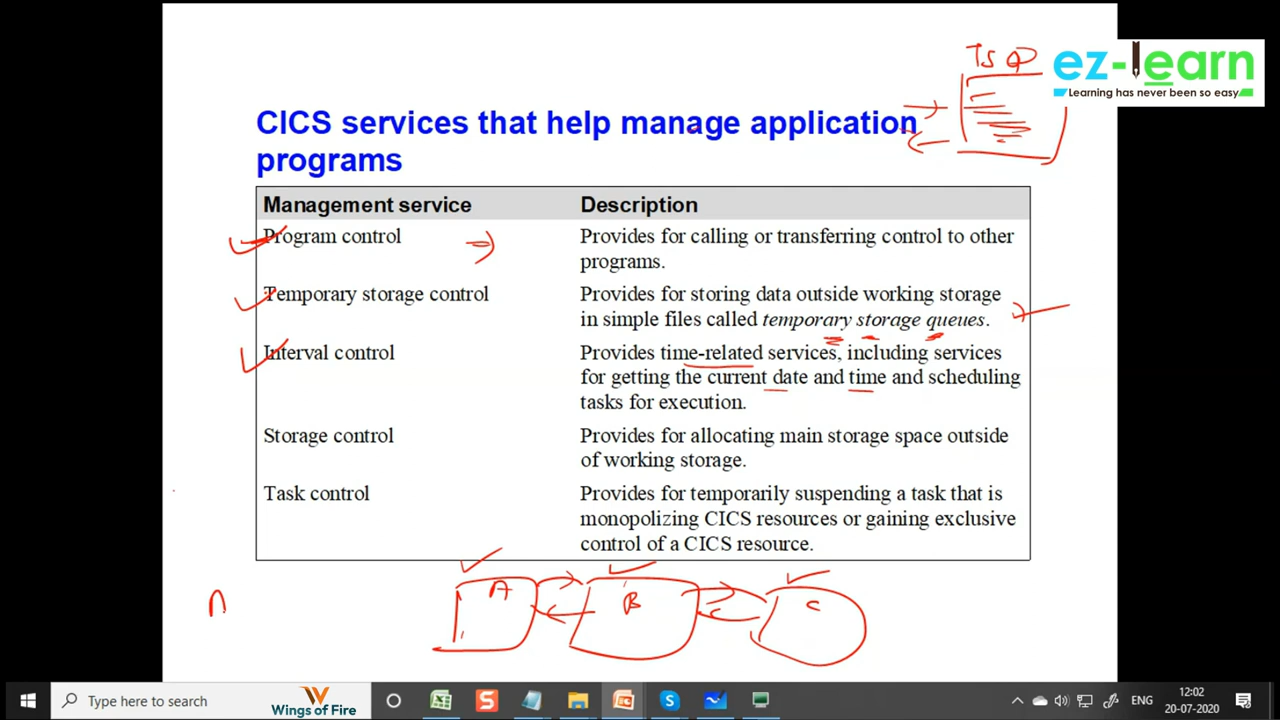 TSQ
ez-learn
Learning has never been so easy
CICS services that help manage application
programs
Management service Description
Program control Provides for calling or transferring control to other
programs.
Temporary storage control Provides for storing data outside working storage
in simple files called temporary storage queues.
Interval control Provides time-related services, including services
for getting the current date and time and scheduling
tasks for execution.
Storage control Provides for allocating main storage space outside
of working storage.
Task control Provides for temporarily suspending a task that is
monopolizing CICS resources or gaining exclusive
control of a CICS resource.
A B C
Type here to search
Wings of Fire
ENG
12:02
20-07-2020